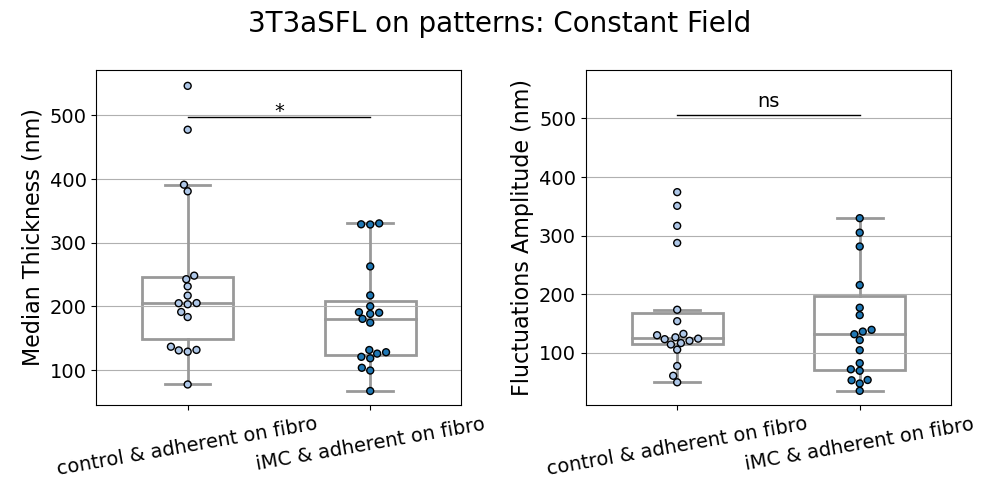 3T3aSFL on patterns: Constant Field
Median Thickness (nm)
500
400
300
200
100
*
control & adherent on fibro
iMC & adherent on fibro
Fluctuations Amplitude (nm)
500
400
300
200
100
ns
control & adherent on fibro
iMC & adherent on fibro